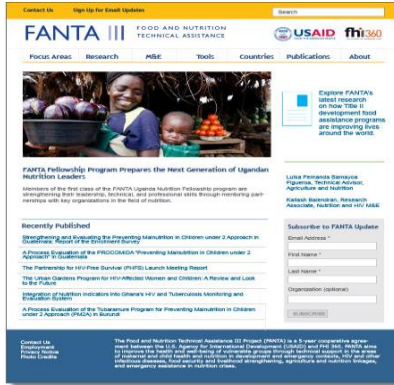 Contact Us Sign Up for Email Updates Search
FANTA III
FOOD AND NUTRITION
TECHNICAL ASSISTANCE
USAID
fhi360
Focus Areas Research M&E Tools Countries Publications About
Explore FANTA's
latest research
on how Title II
development food
assistance programs
are improving lives
around the world.
FANTA Fellowship Program Prepares the Next Generation of Ugandan
Nutrition Leaders
Members of the first class of the FANTA Uganda Nutrition Fellowship program are
strengthening their leadership, technical, and professional skills through mentoring part-
nerships with key organizations in the field of nutrition.
Luisa Fernanda Samayoa
Figueroa, Technical Advisor,
Agriculture and Nutrition
Kailash Balendran, Research
Associate, Nutrition and HIV M&E
Recently Published
Strengthening and Evaluating the Preventing Malnutrition in Children under 2 Approach in
Guatemala: Report of the Enrollment Survey
A Process Evaluation of the PROCOMIDA "Preventing Malnutrition in Children under 2
Approach" in Guatemala
The Partnership for HIV-Free Survival (PHFS) Launch Meeting Report
The Urban Gardens Program for HIV-Affected Women and Children: A Review and Look
to the Future
Integration of Nutrition Indicators into Ghana's HIV and Tuberculosis Monitoring and
Evaluation System
A Process Evaluation of the Tubaramure Program for Preventing Malnutrition in Children
under 2 Approach (PM2A) in Burundi
Subscribe to FANTA Update
Email Address *
First Name *
Last Name *
Organization (optional)
SUBSCRIBE
Contact Us
Employment
Privacy Notice
Photo Credits
The Food and Nutrition Technical Assistance III Project (FANTA) is a 5-year cooperative agree-
ment between the U.S. Agency for International Development (USAID) and FHI 360. FANTA aims
to improve the health and well-being of vulnerable groups through technical support in the areas
of maternal and child health and nutrition in development and emergency contexts, HIV and other
infectious diseases, food security and livelihood strengthening, agriculture and nutrition linkages,
and emergency assistance in nutrition crises.